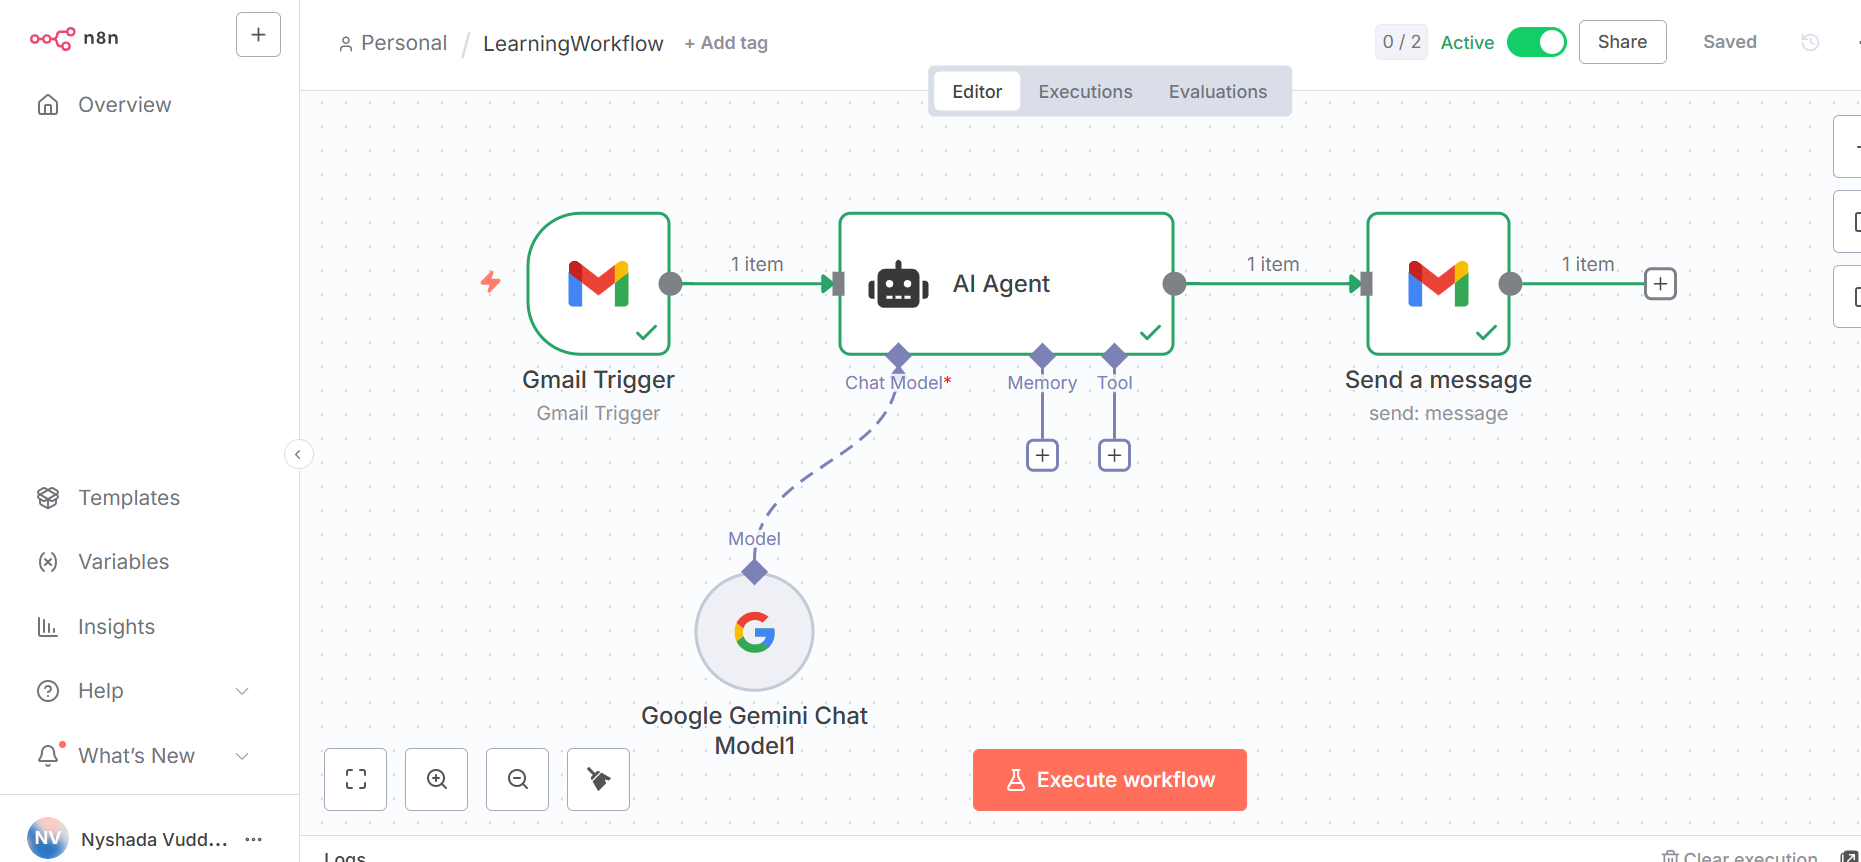 n8n
+
Personal / LearningWorkflow + Add tag
0 / 2 Active Share Saved
Editor Executions Evaluations
Overview
1 item
1 item
1 item
AI Agent
Gmail Trigger
Gmail Trigger
Chat Model*
Memory
Tool
Send a message
send: message
Model
Google Gemini Chat
Model1
Templates
Variables
Insights
Help
What's New
NV Nyshada Vudd... ...
Execute workflow
Logs
Clear execution